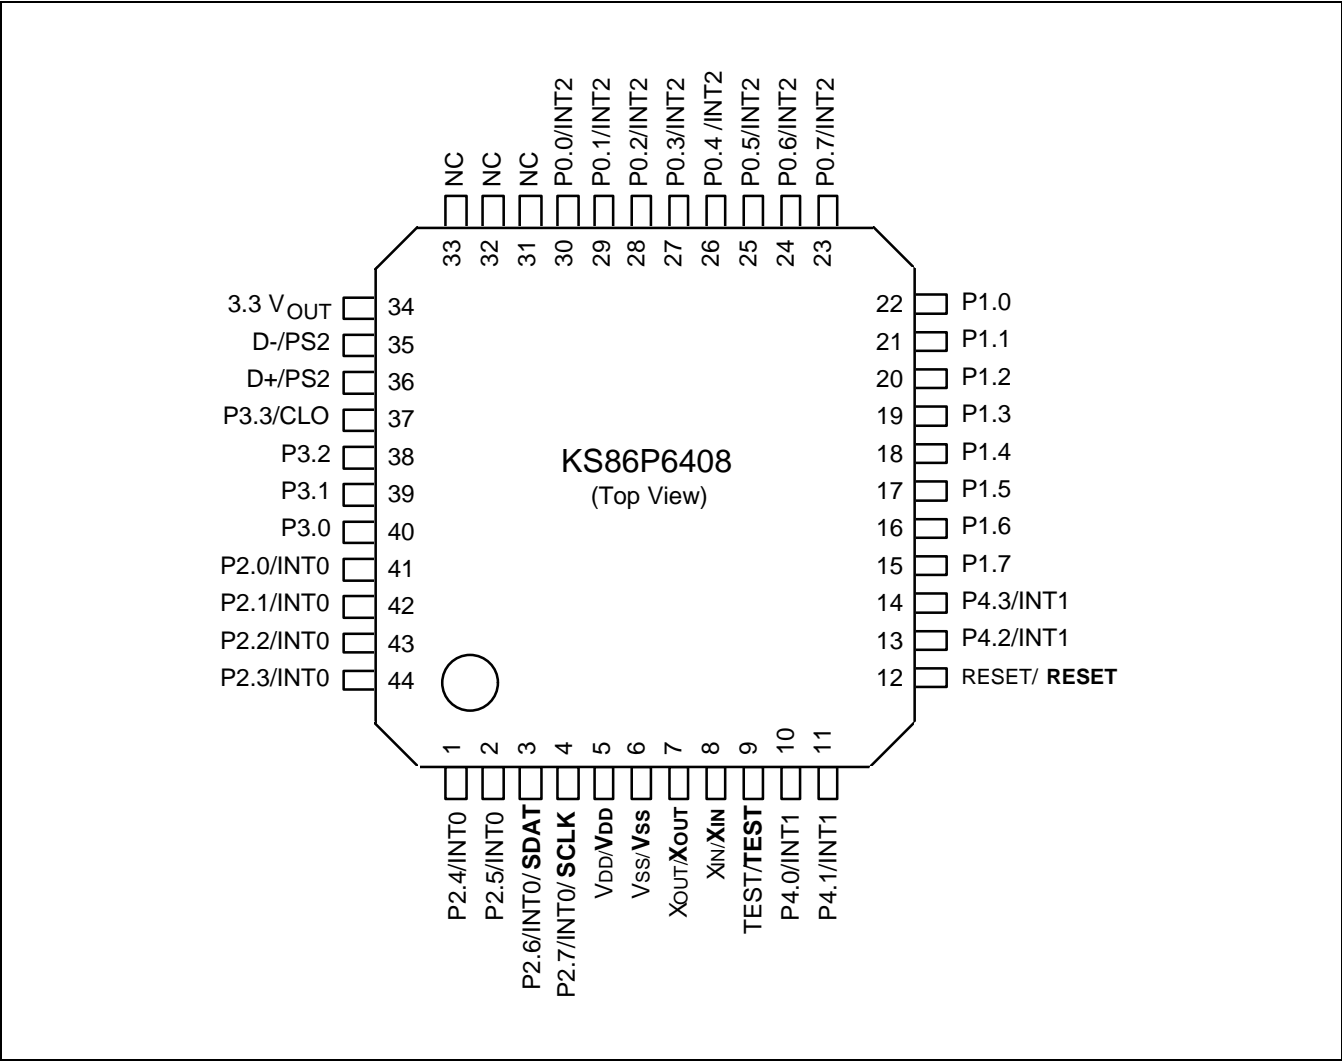 NC
NC
NC
P0.0/INT2
P0.1/INT2
P0.2/INT2
P0.3/INT2
P0.4 /INT2
P0.5/INT2
P0.6/INT2
P0.7/INT2
33
32
31
30
29
28
27
26
25
24
23
3.3 VOUT 34
D-/PS2 35
D+/PS2 36
P3.3/CLO 37
P3.2 38
P3.1 39
P3.0 40
P2.0/INT0 41
P2.1/INT0 42
P2.2/INT0 43
P2.3/INT0 44
KS86P6408
(Top View)
22 P1.0
21 P1.1
20 P1.2
19 P1.3
18 P1.4
17 P1.5
16 P1.6
15 P1.7
14 P4.3/INT1
13 P4.2/INT1
12 RESET/ RESET
1
2
3
4
5
6
7
8
9
10
11
P2.4/INT0
P2.5/INT0
P2.6/INT0/SDAT
P2.7/INT0/SCLK
VDD/VDD
VSS/VSS
XOUT/XOUT
XIN/XIN
TEST/TEST
P4.0/INT1
P4.1/INT1